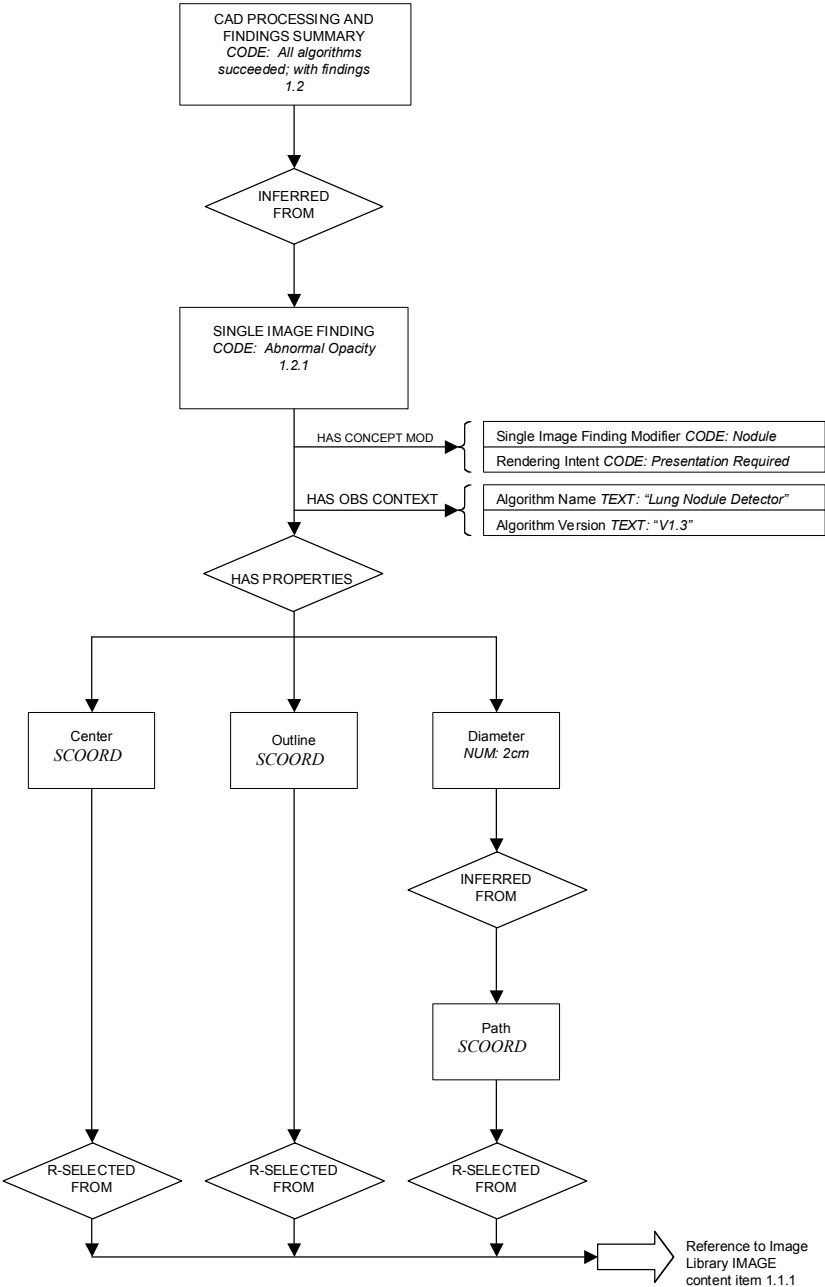 CAD PROCESSING AND
FINDINGS SUMMARY
CODE: All algorithms
succeeded; with findings
1.2
INFERRED
FROM
SINGLE IMAGE FINDING
CODE: Abnormal Opacity
1.2.1
HAS CONCEPT MOD
Single Image Finding Modifier CODE: Nodule
Rendering Intent CODE: Presentation Required
HAS OBS CONTEXT
Algorithm Name TEXT: “Lung Nodule Detector”
Algorithm Version TEXT: “V1.3”
HAS PROPERTIES
Center
SCOORD
Outline
SCOORD
Diameter
NUM: 2cm
INFERRED
FROM
Path
SCOORD
R-SELECTED
FROM
R-SELECTED
FROM
R-SELECTED
FROM
Reference to Image
Library IMAGE
content item 1.1.1